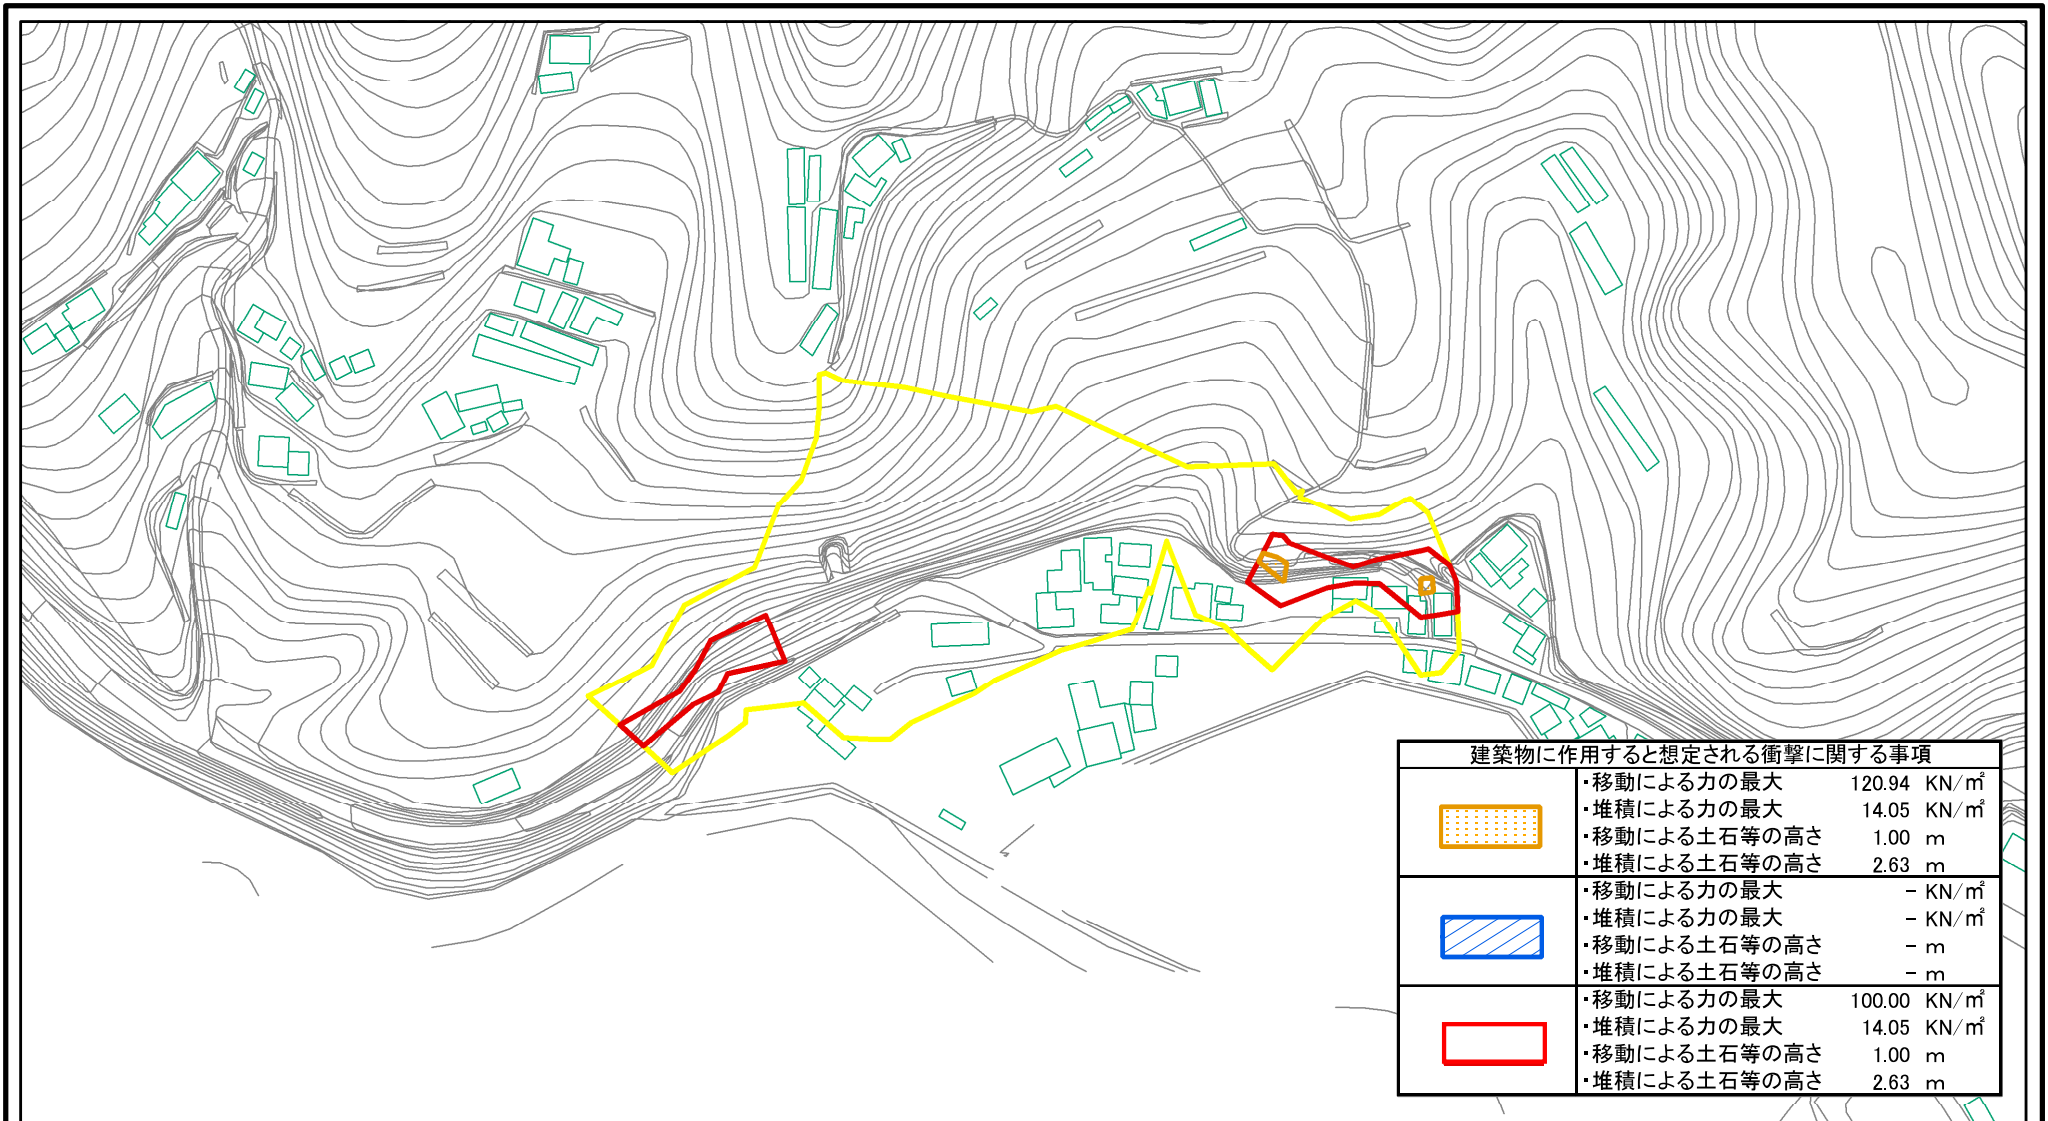 建築物に作用すると想定される衝撃に関する事項
・移動による力の最大 120.94 KN/㎡
・堆積による力の最大 14.05 KN/㎡
・移動による土石等の高さ 1.00 m
・堆積による土石等の高さ 2.63 m
・移動による力の最大 - KN/㎡
・堆積による力の最大 - KN/㎡
・移動による土石等の高さ - m
・堆積による土石等の高さ - m
・移動による力の最大 100.00 KN/㎡
・堆積による力の最大 14.05 KN/㎡
・移動による土石等の高さ 1.00 m
・堆積による土石等の高さ 2.63 m